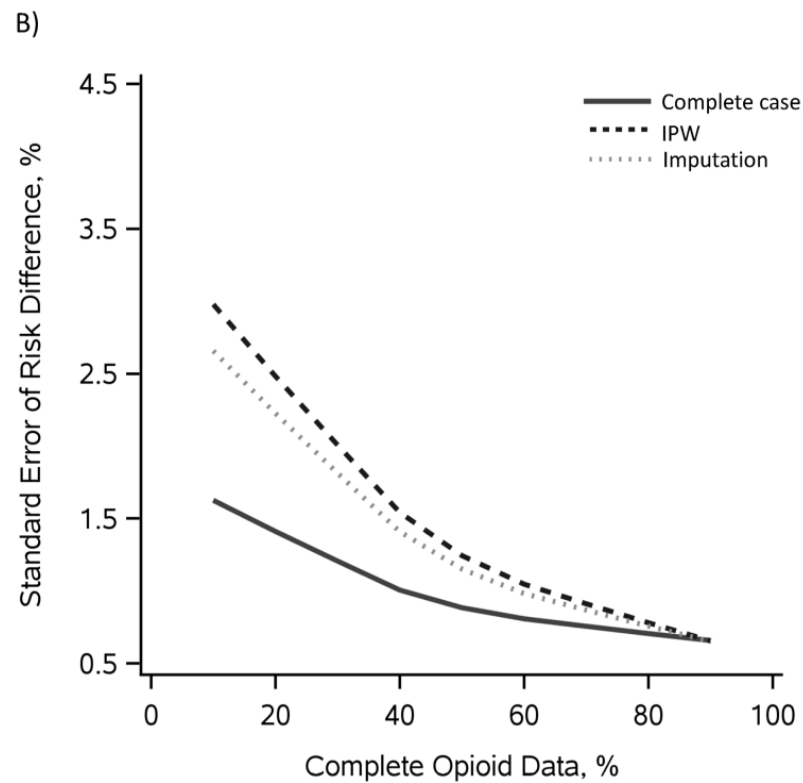 B)
4.5
3.5
2.5
1.5
0.5
Standard Error of Risk Difference, %
Complete case
IPW
Imputation
0 20 40 60 80 100
Complete Opioid Data, %